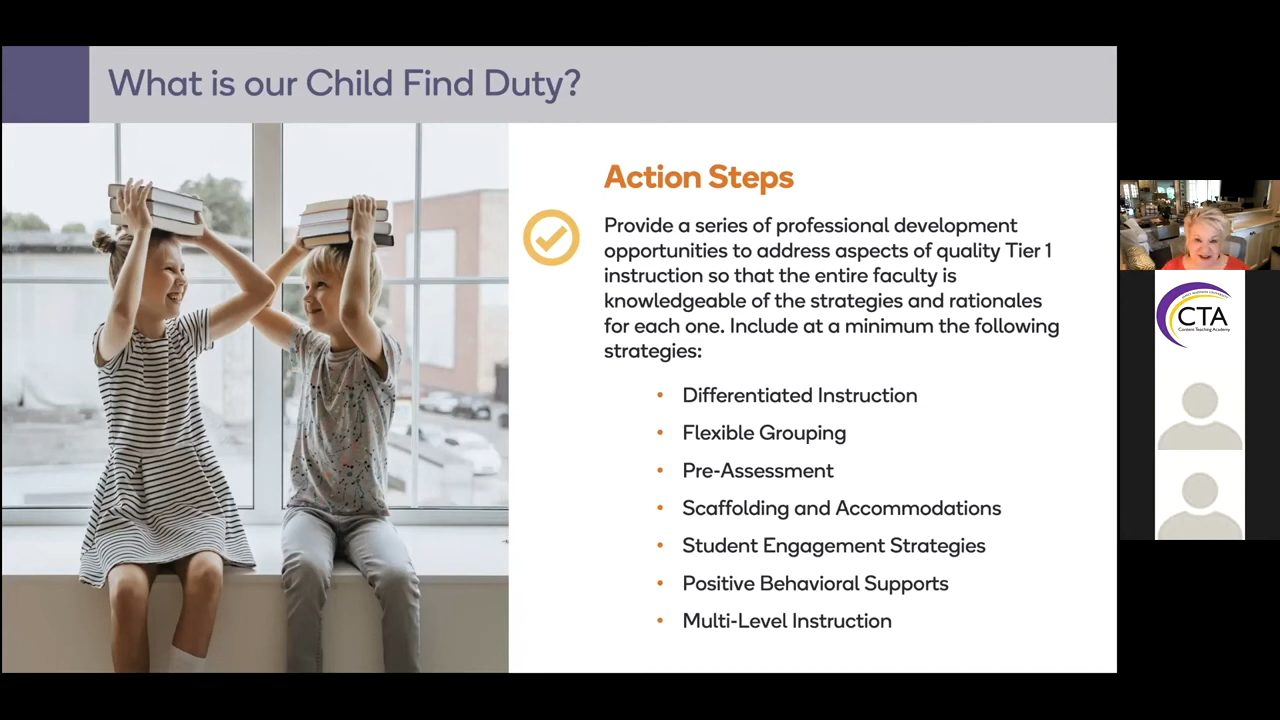 What is our Child Find Duty?
Action Steps
Provide a series of professional development
opportunities to address aspects of quality Tier 1
instruction so that the entire faculty is
knowledgeable of the strategies and rationales
for each one. Include at a minimum the following
strategies:
• Differentiated Instruction
• Flexible Grouping
• Pre-Assessment
• Scaffolding and Accommodations
• Student Engagement Strategies
• Positive Behavioral Supports
• Multi-Level Instruction
JAMES MADISON UNIVERSITY
CTA
Content Teaching Academy